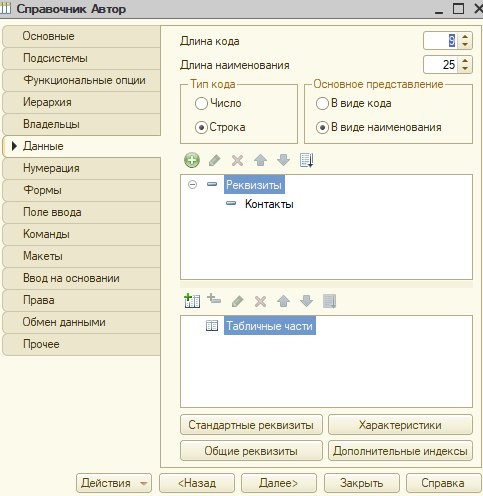 Справочник Автор
Основные
Подсистемы
Функциональные опции
Иерархия
Владельцы
Данные
Нумерация
Формы
Поле ввода
Команды
Макеты
Ввод на основании
Права
Обмен данными
Прочее
Длина кода 9
Длина наименования 25
Тип кода
Число
Строка
Основное представление
В виде кода
В виде наименования
Реквизиты
Контакты
Табличные части
Стандартные реквизиты Характеристики
Общие реквизиты Дополнительные индексы
Действия <Назад Далее> Закрыть Справка